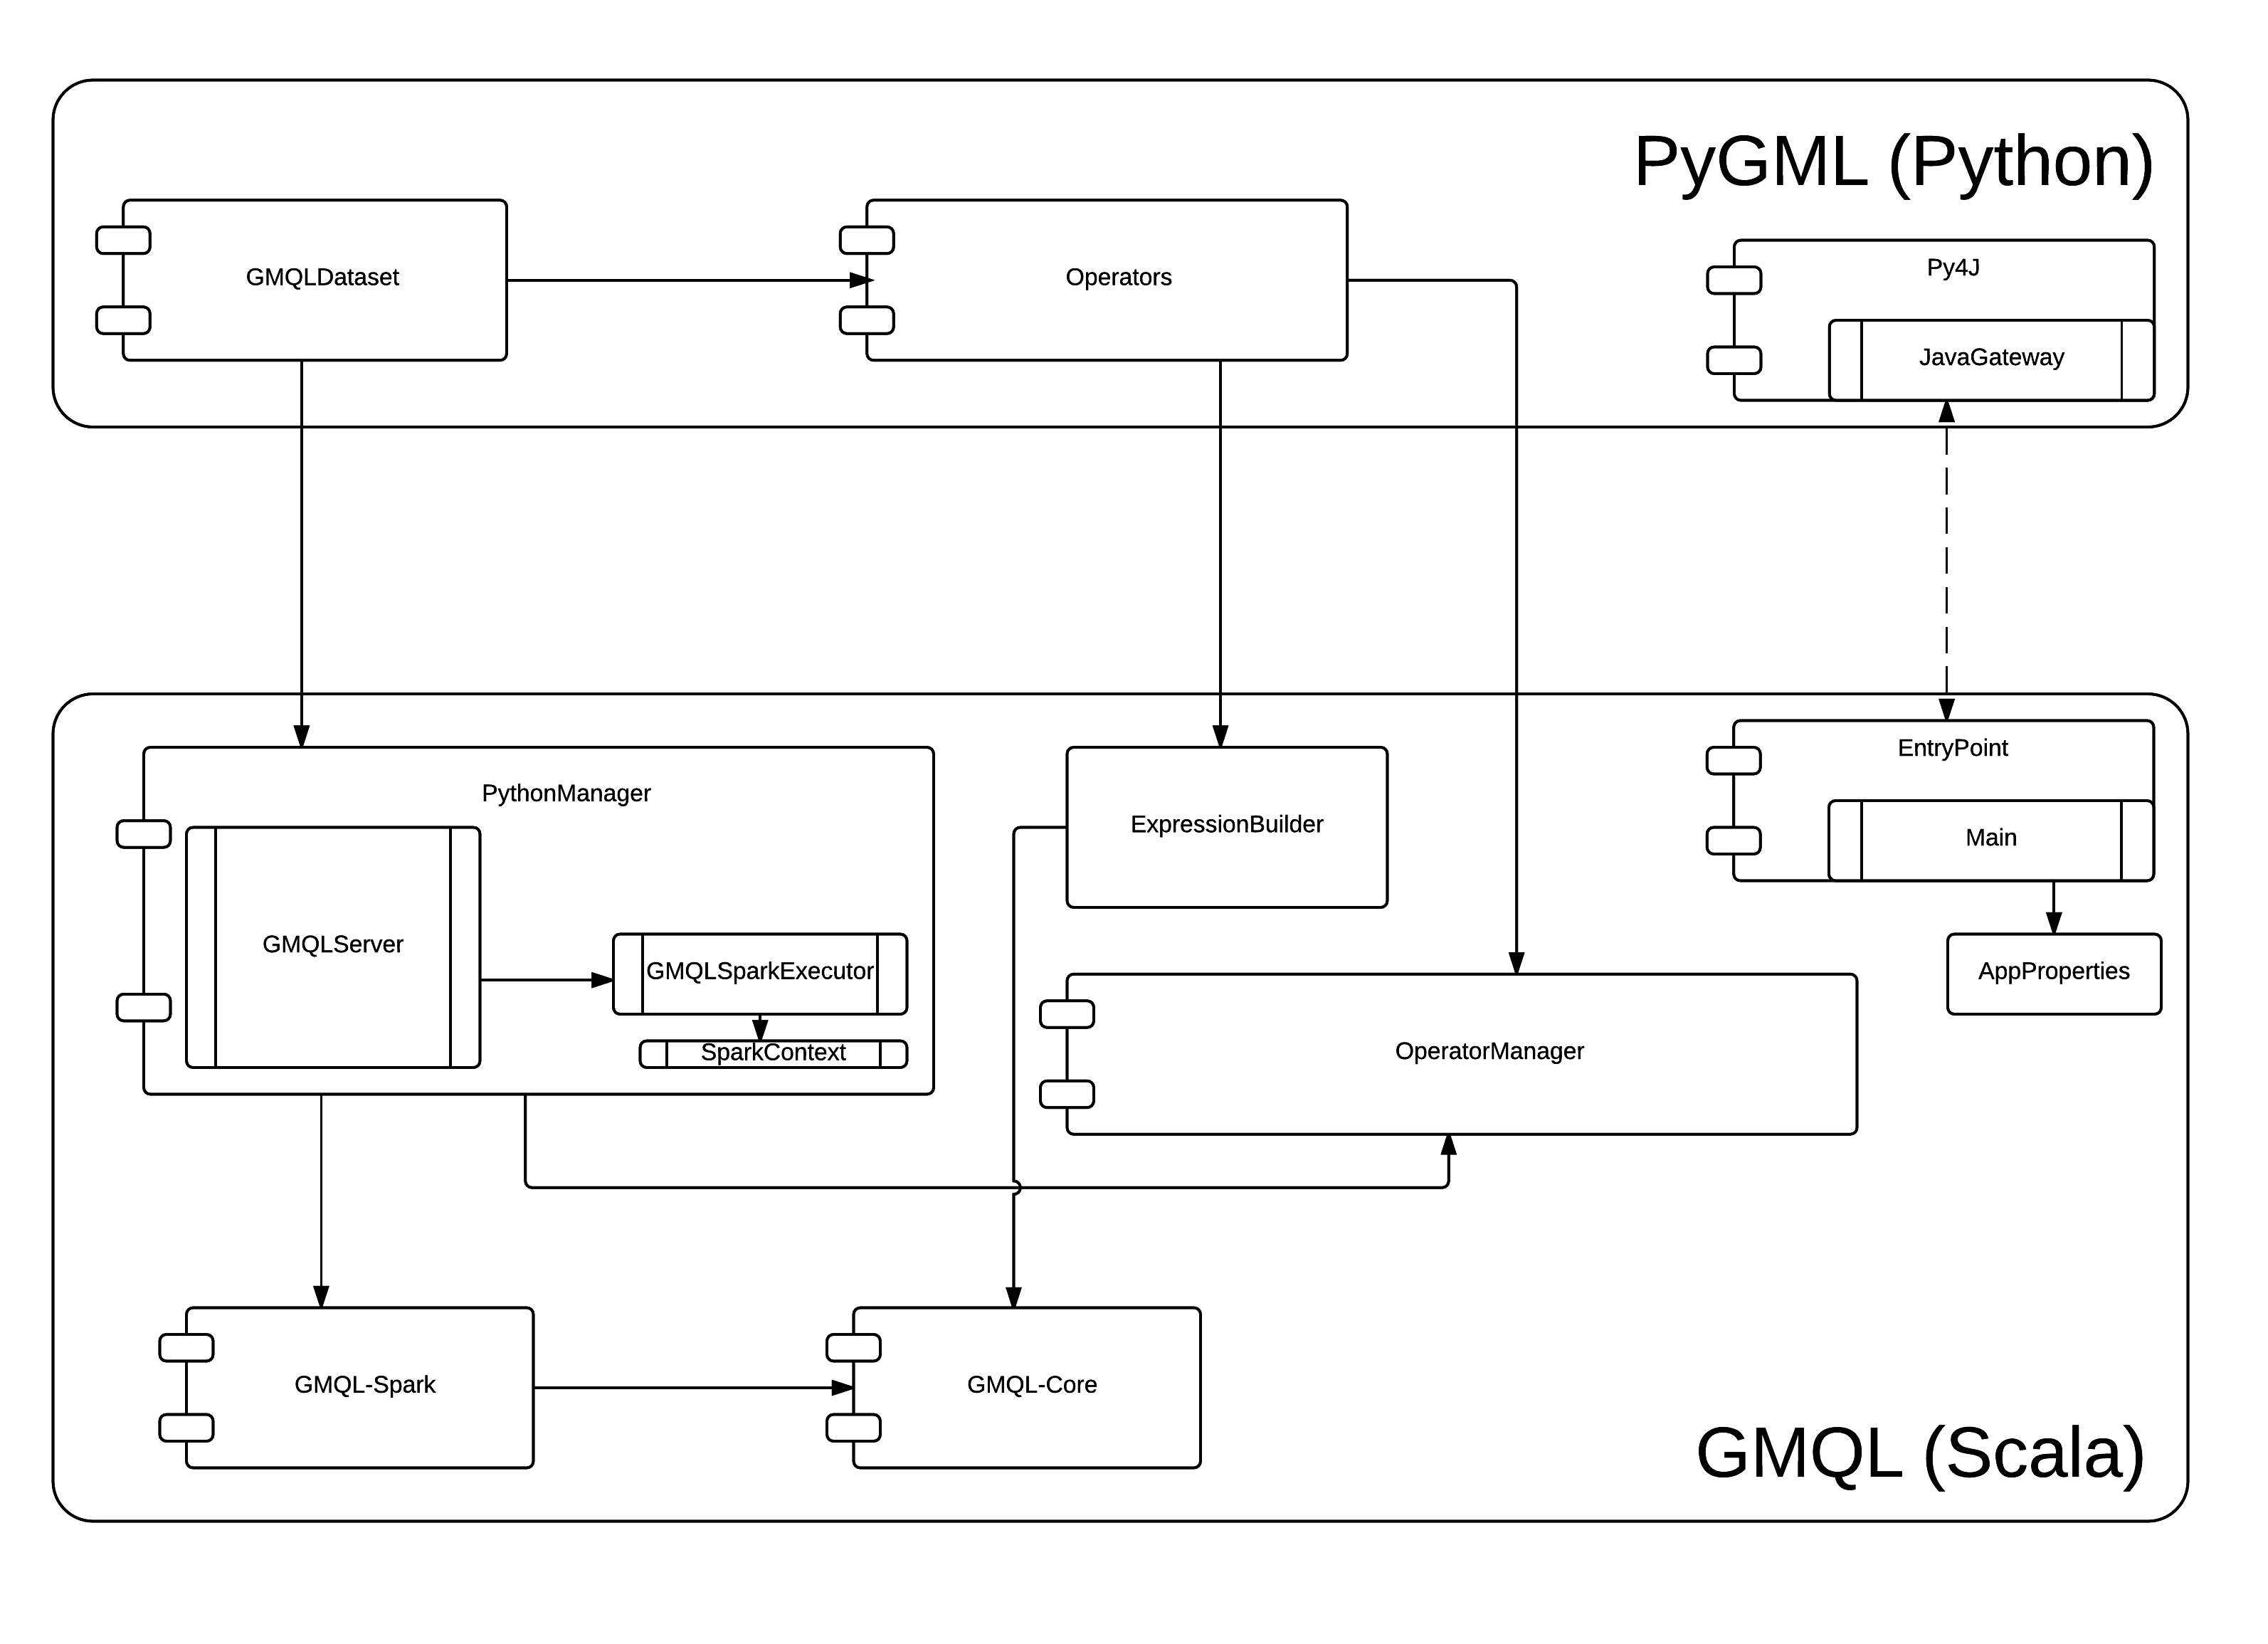 PyGML (Python)
GMQLDataset
Operators
Py4J
JavaGateway
PythonManager
ExpressionBuilder
EntryPoint
Main
GMQLServer
GMQLSparkExecutor
SparkContext
AppProperties
OperatorManager
GMQL-Spark
GMQL-Core
GMQL (Scala)